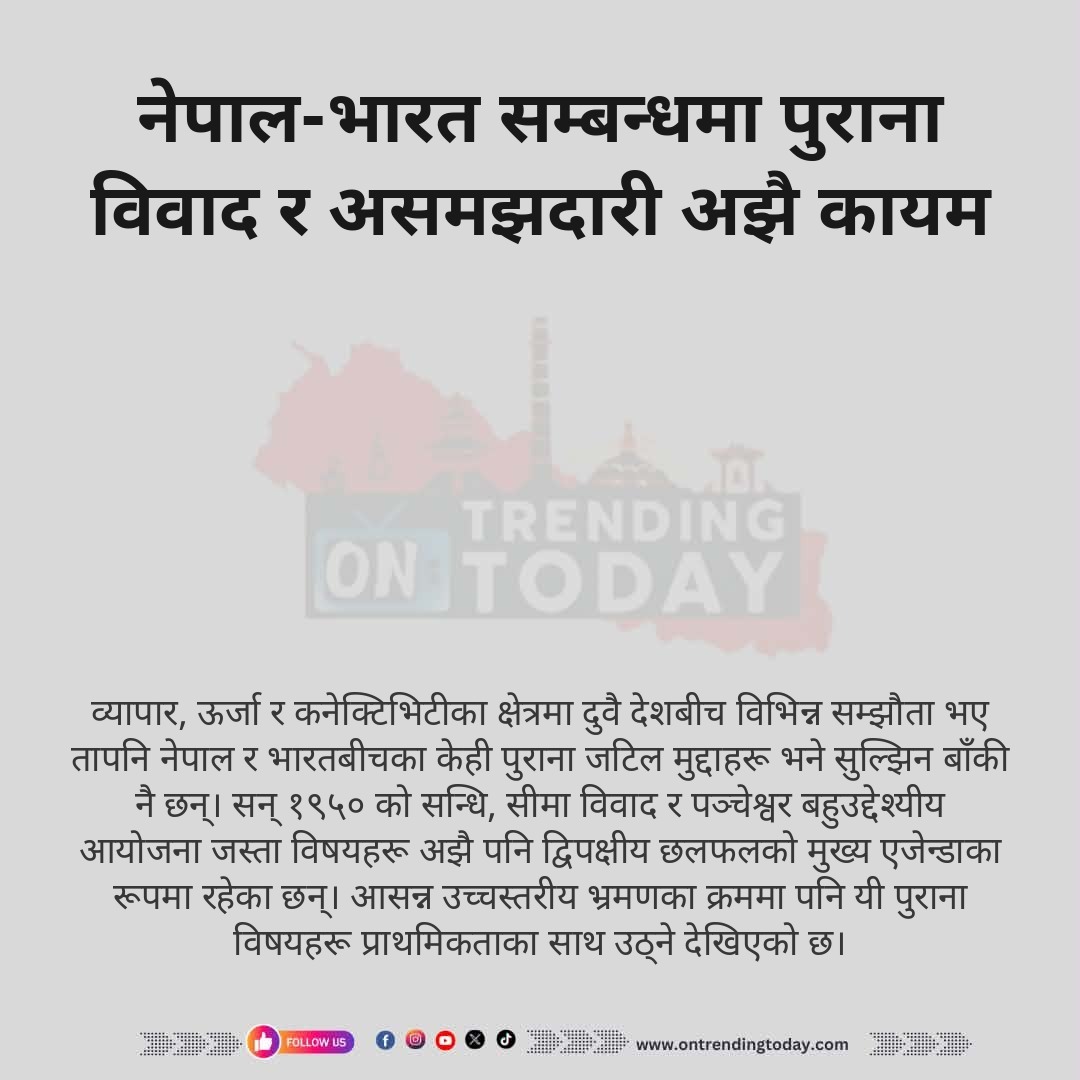 नेपाल-भारत सम्बन्धमा पुराना
विवाद र असमझदारी अझै कायम
ON
TRENDING
TODAY
व्यापार, ऊर्जा र कनेक्टिभिटीका क्षेत्रमा दुवै देशबीच विभिन्न सम्झौता भए
तापनि नेपाल र भारतबीचका केही पुराना जटिल मुद्दाहरू भने सुल्झिन बाँकी
नै छन्। सन् १९५० को सन्धि, सीमा विवाद र पञ्चेश्वर बहुउद्देश्यीय
आयोजना जस्ता विषयहरू अझै पनि द्विपक्षीय छलफलको मुख्य एजेन्डाका
रूपमा रहेका छन्। आसन्न उच्चस्तरीय भ्रमणका क्रममा पनि यी पुराना
विषयहरू प्राथमिकताका साथ उठ्ने देखिएको छ।
FOLLOW US
www.ontrendingtoday.com